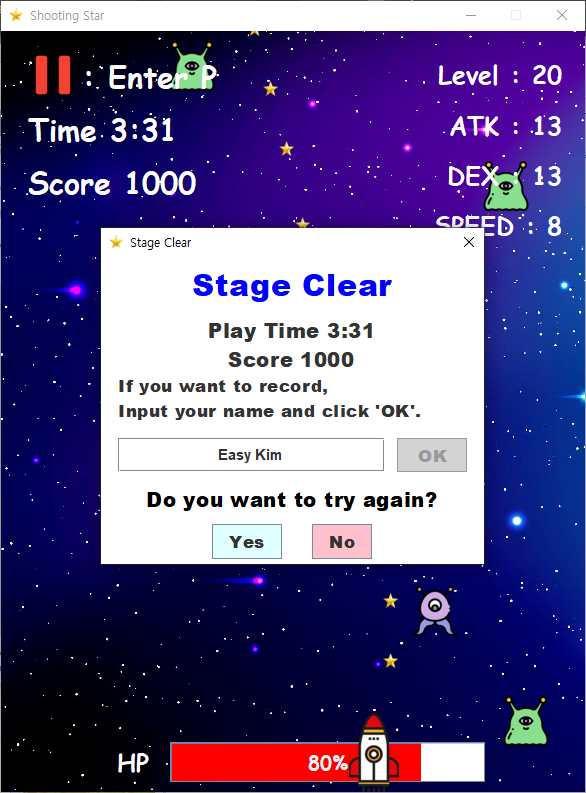 Shooting Star
: Enter P
Level : 20
Time 3:31
ATK : 13
Score 1000
DEX : 13
SPEED : 8
Stage Clear
Stage Clear
Play Time 3:31
Score 1000
If you want to record,
Input your name and click 'OK'.
Easy Kim
OK
Do you want to try again?
Yes
No
HP
80%